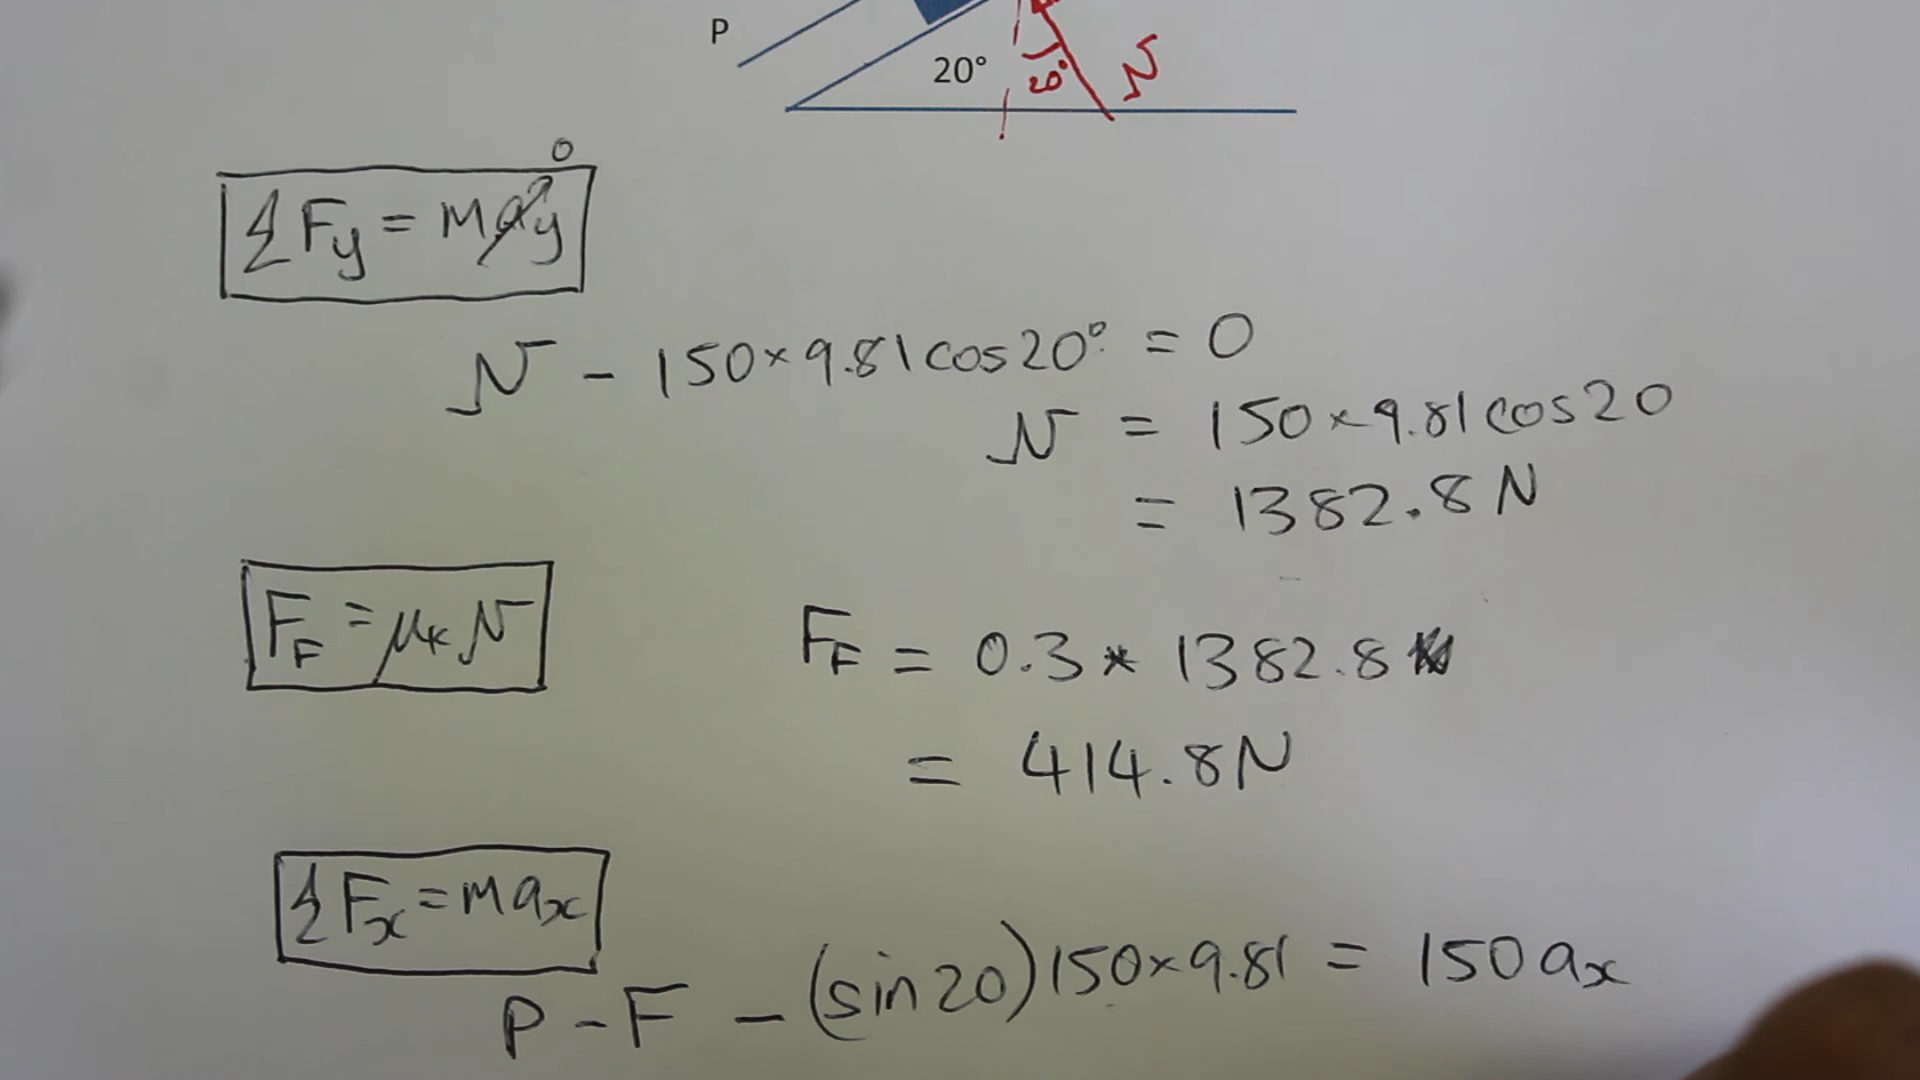 P
20° 20° N
0
ΣFy = may
N - 150×9.81cos20° = 0
N = 150×9.81cos20
= 1382.8N
FF = μkN
FF = 0.3 * 1382.8
= 414.8N
ΣFx = max
P - F - (sin20)150×9.81 = 150ax